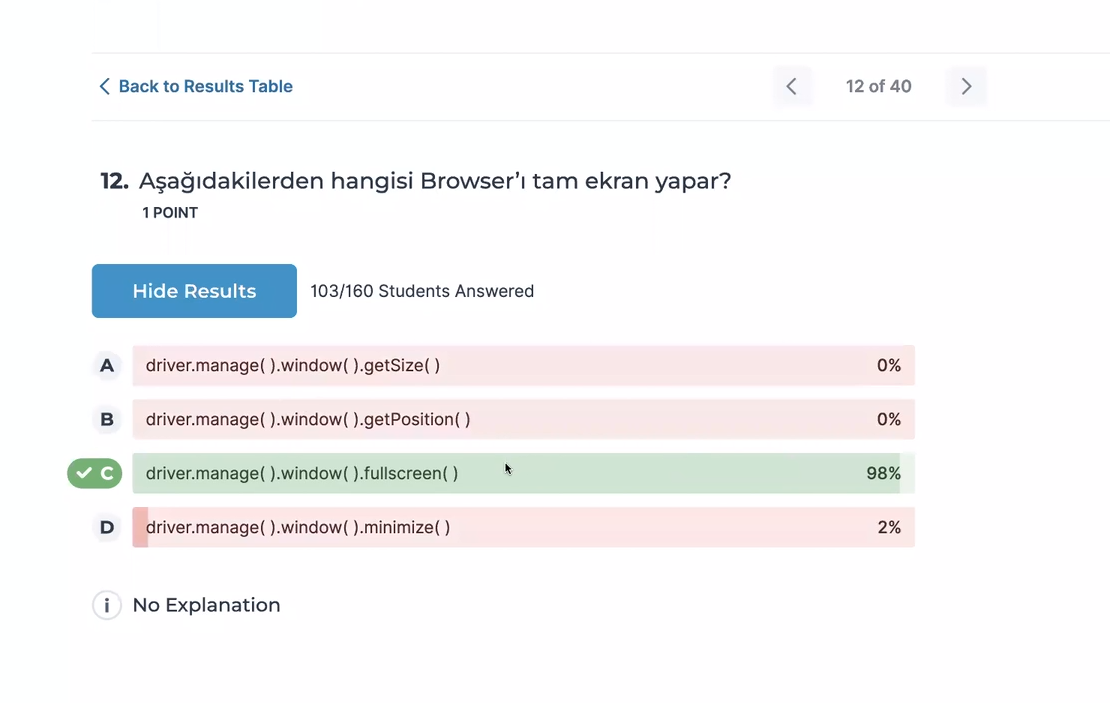 Back to Results Table
12 of 40
12. Aşağıdakilerden hangisi Browser’ı tam ekran yapar?
1 POINT
Hide Results 103/160 Students Answered
A driver.manage( ).window( ).getSize( ) 0%
B driver.manage( ).window( ).getPosition( ) 0%
C driver.manage( ).window( ).fullscreen( ) 98%
D driver.manage( ).window( ).minimize( ) 2%
i No Explanation